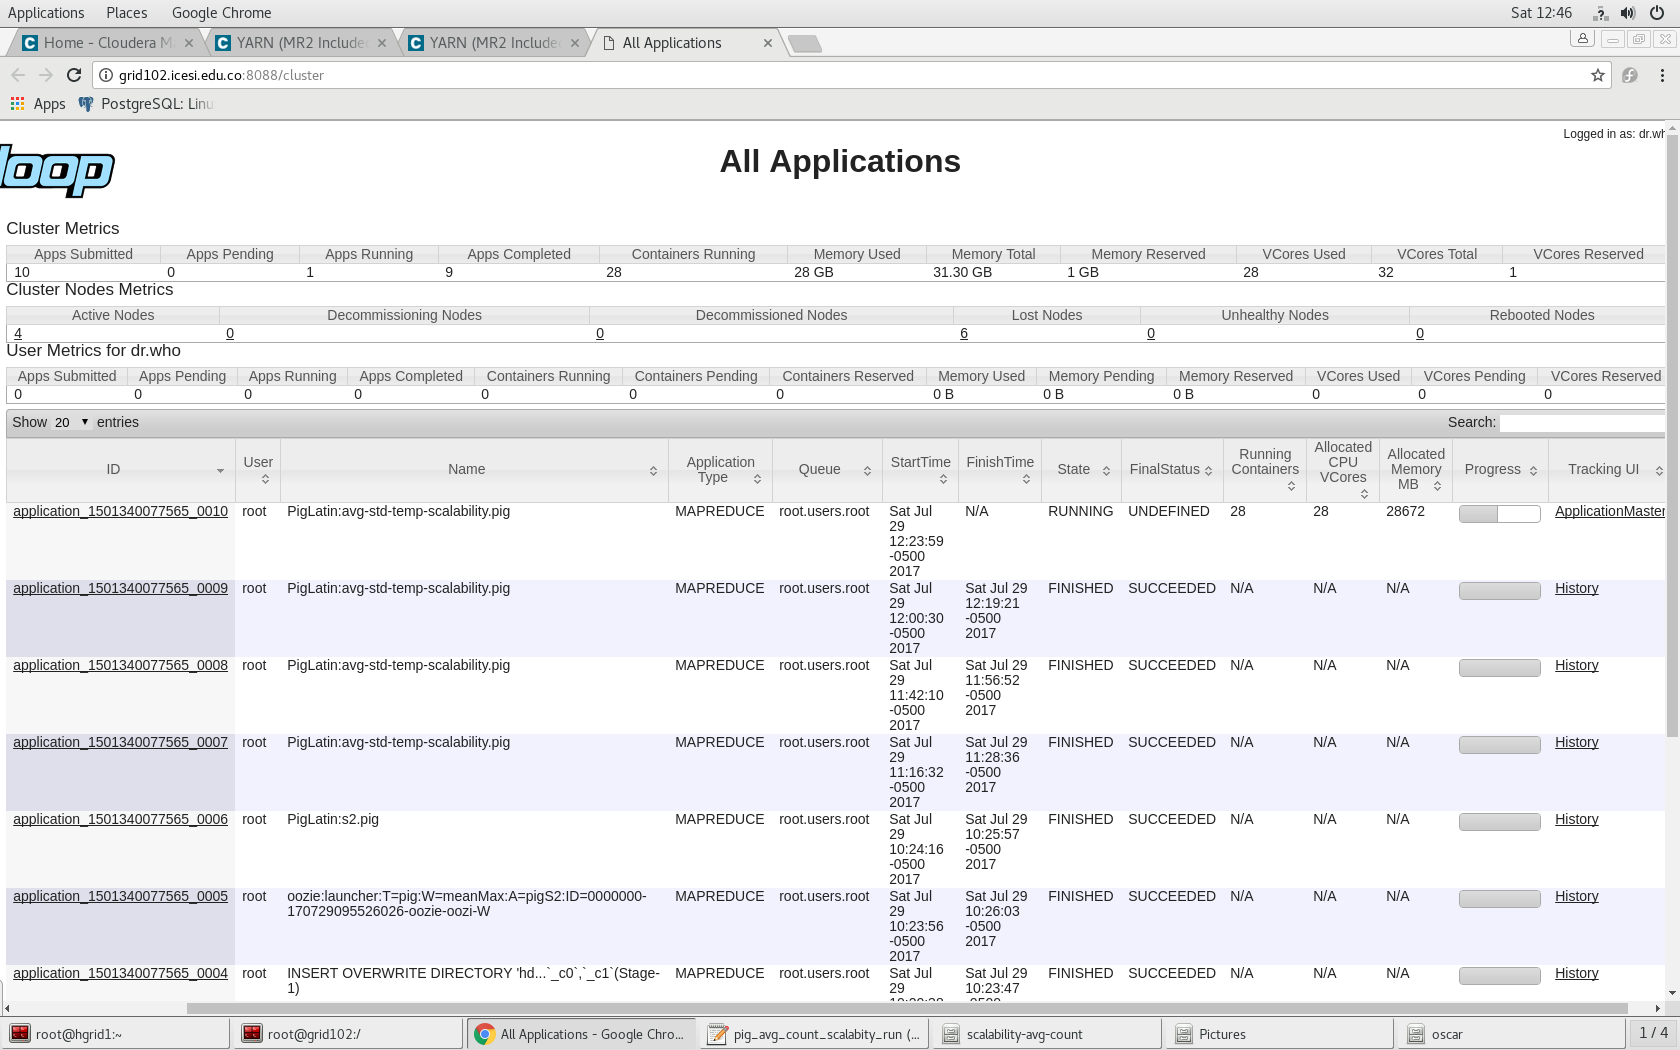 Applications Places Google Chrome Sat 12:46
Home - Cloudera M YARN (MR2 Include YARN (MR2 Include All Applications
grid102.icesi.edu.co:8088/cluster
Apps PostgreSQL: Linu
Logged in as: dr.wh
loop
All Applications
Cluster Metrics
Apps Submitted Apps Pending Apps Running Apps Completed Containers Running Memory Used Memory Total Memory Reserved VCores Used VCores Total VCores Reserved
10 0 1 9 28 28 GB 31.30 GB 1 GB 28 32 1
Cluster Nodes Metrics
Active Nodes Decommissioning Nodes Decommissioned Nodes Lost Nodes Unhealthy Nodes Rebooted Nodes
4 0 0 6 0 0
User Metrics for dr.who
Apps Submitted Apps Pending Apps Running Apps Completed Containers Running Containers Pending Containers Reserved Memory Used Memory Pending Memory Reserved VCores Used VCores Pending VCores Reserved
0 0 0 0 0 0 0 0 B 0 B 0 B 0 0 0
Show 20 entries Search:
ID User Name Application Type Queue StartTime FinishTime State FinalStatus Running Containers Allocated CPU VCores Allocated Memory MB Progress Tracking UI
application_1501340077565_0010 root PigLatin:avg-std-temp-scalability.pig MAPREDUCE root.users.root Sat Jul 29 12:23:59 -0500 2017 N/A RUNNING UNDEFINED 28 28 28672 ApplicationMaster
application_1501340077565_0009 root PigLatin:avg-std-temp-scalability.pig MAPREDUCE root.users.root Sat Jul 29 12:00:30 -0500 2017 Sat Jul 29 12:19:21 -0500 2017 FINISHED SUCCEEDED N/A N/A N/A History
application_1501340077565_0008 root PigLatin:avg-std-temp-scalability.pig MAPREDUCE root.users.root Sat Jul 29 11:42:10 -0500 2017 Sat Jul 29 11:56:52 -0500 2017 FINISHED SUCCEEDED N/A N/A N/A History
application_1501340077565_0007 root PigLatin:avg-std-temp-scalability.pig MAPREDUCE root.users.root Sat Jul 29 11:16:32 -0500 2017 Sat Jul 29 11:28:36 -0500 2017 FINISHED SUCCEEDED N/A N/A N/A History
application_1501340077565_0006 root PigLatin:s2.pig MAPREDUCE root.users.root Sat Jul 29 10:24:16 -0500 2017 Sat Jul 29 10:25:57 -0500 2017 FINISHED SUCCEEDED N/A N/A N/A History
application_1501340077565_0005 root oozie:launcher:T=pig:W=meanMax:A=pigS2:ID=0000000-170729095526026-oozie-oozi-W MAPREDUCE root.users.root Sat Jul 29 10:23:56 -0500 2017 Sat Jul 29 10:26:03 -0500 2017 FINISHED SUCCEEDED N/A N/A N/A History
application_1501340077565_0004 root INSERT OVERWRITE DIRECTORY 'hd...`_c0`,`_c1`(Stage-1) MAPREDUCE root.users.root Sat Jul 29 Sat Jul 29 10:23:47 FINISHED SUCCEEDED N/A N/A N/A History
root@hgrid1:~ root@grid102:/ All Applications - Google Chro... pig_avg_count_scalabity_run (... scalability-avg-count Pictures oscar 1 / 4